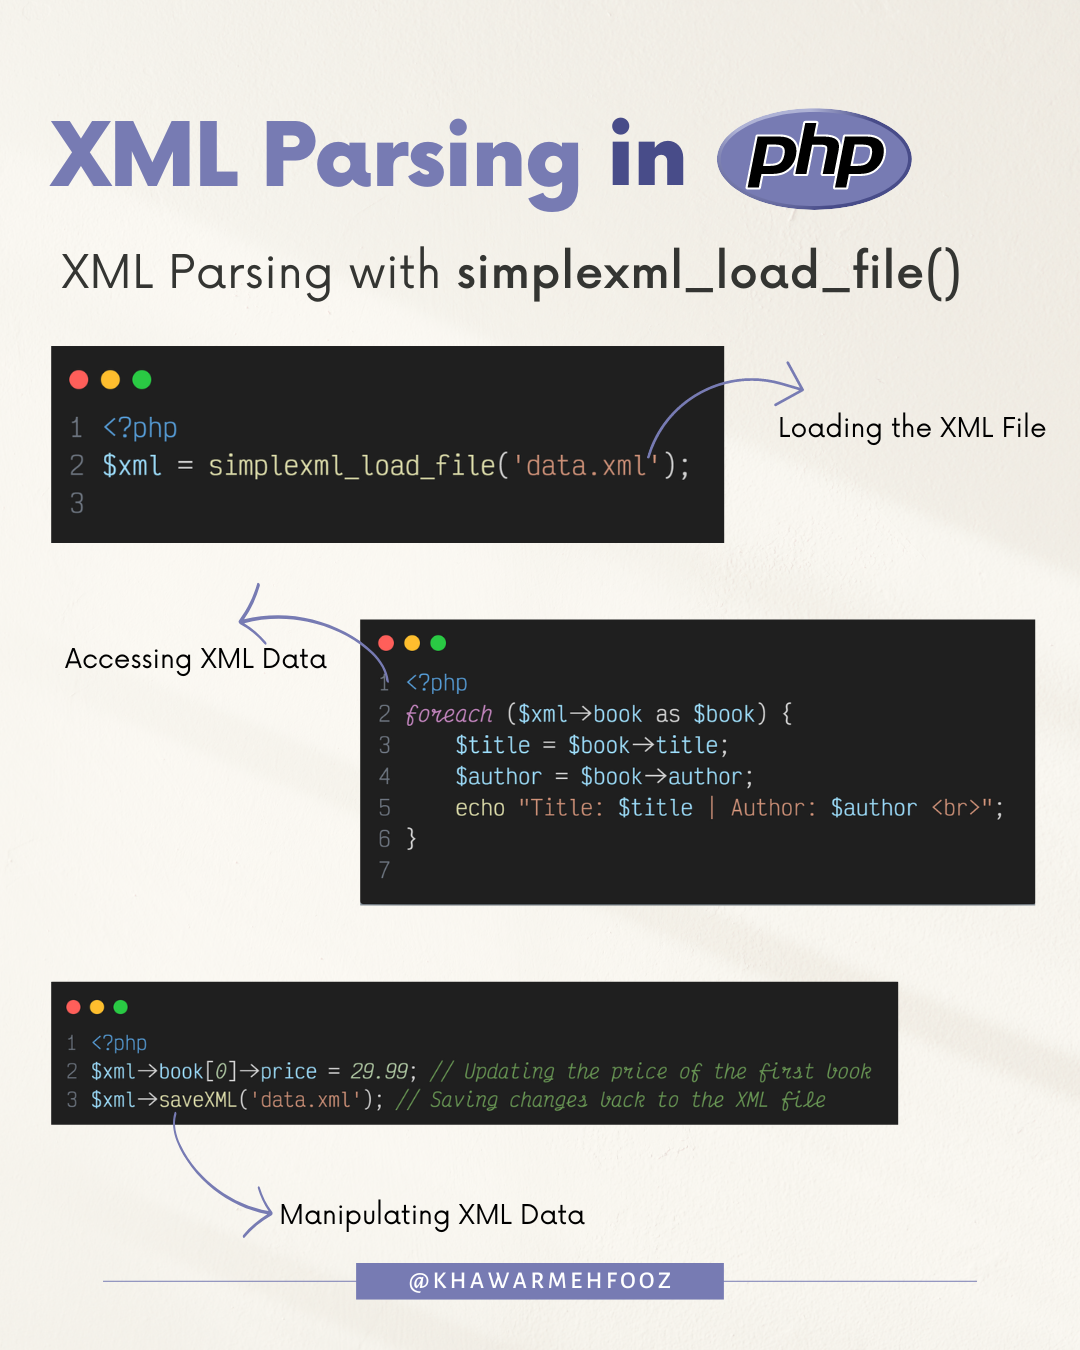 XML Parsing in php
XML Parsing with simplexml_load_file()
1 <?php
2 $xml = simplexml_load_file('data.xml');
3
Loading the XML File
Accessing XML Data
1 <?php
2 foreach ($xml->book as $book) {
3     $title = $book->title;
4     $author = $book->author;
5     echo "Title: $title | Author: $author <br>";
6 }
7
1 <?php
2 $xml->book[0]->price = 29.99; // Updating the price of the first book
3 $xml->saveXML('data.xml'); // Saving changes back to the XML file
Manipulating XML Data
@KHAWARMEHFOOZ